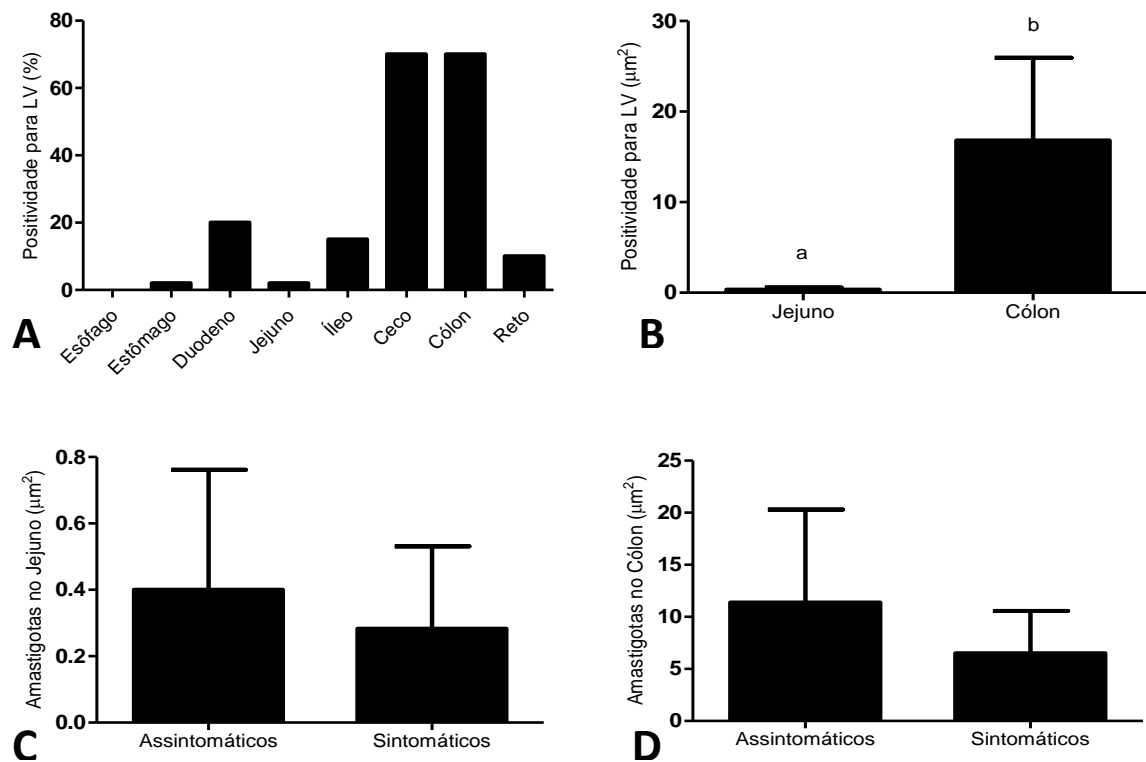 Positividade para LV (%)
80
60
40
20
0
Esôfago
Estômago
Duodeno
Jejuno
Íleo
Ceco
Cólon
Reto
A
Positividade para LV (μm²)
30
20
10
0
a
b
Jejuno
Cólon
B
Amastigotas no Jejuno (μm²)
0.8
0.6
0.4
0.2
0.0
Assintomáticos
Sintomáticos
C
Amastigotas no Cólon (μm²)
25
20
15
10
5
0
Assintomáticos
Sintomáticos
D